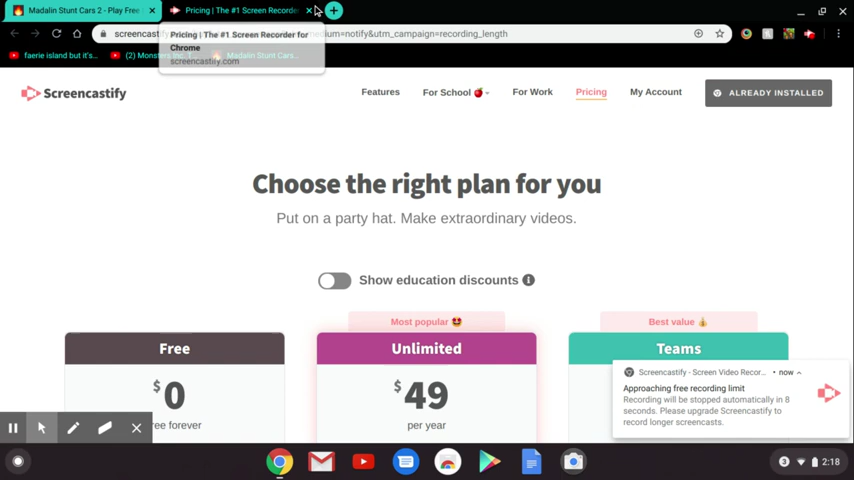 Madalin Stunt Cars 2 - Play Free
Pricing | The #1 Screen Recorder
screencastif
medium=notify&utm_campaign=recording_length
Pricing | The #1 Screen Recorder for
Chrome
screencastify.com
faerie island but it's...
(2) Monste
Madalin Stunt Cars...
Screencastify
Features
For School
For Work
Pricing
My Account
ALREADY INSTALLED
Choose the right plan for you
Put on a party hat. Make extraordinary videos.
Show education discounts
Most popular 🤩
Best value 💰
Free
Unlimited
Teams
$0
$49
free forever
per year
Screencastify - Screen Video Recor... • now
Approaching free recording limit
Recording will be stopped automatically in 8
seconds. Please upgrade Screencastify to
record longer screencasts.
3
2:18